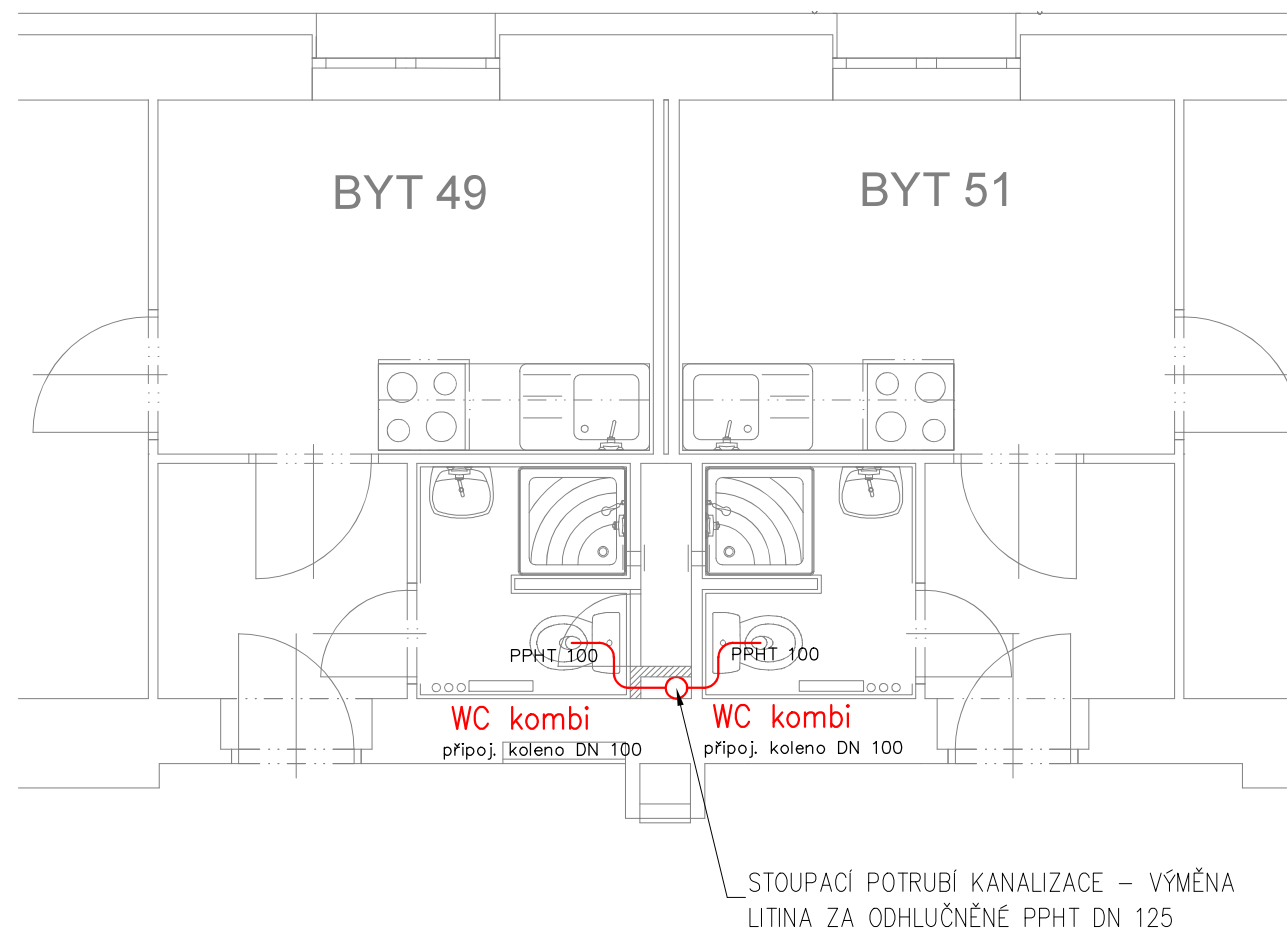 BYT 49
BYT 51
PPHT 100
PPHT 100
WC kombi
připoj. koleno DN 100
WC kombi
připoj. koleno DN 100
STOUPACÍ POTRUBÍ KANALIZACE – VÝMĚNA
LITINA ZA ODHLUČNĚNÉ PPHT DN 125